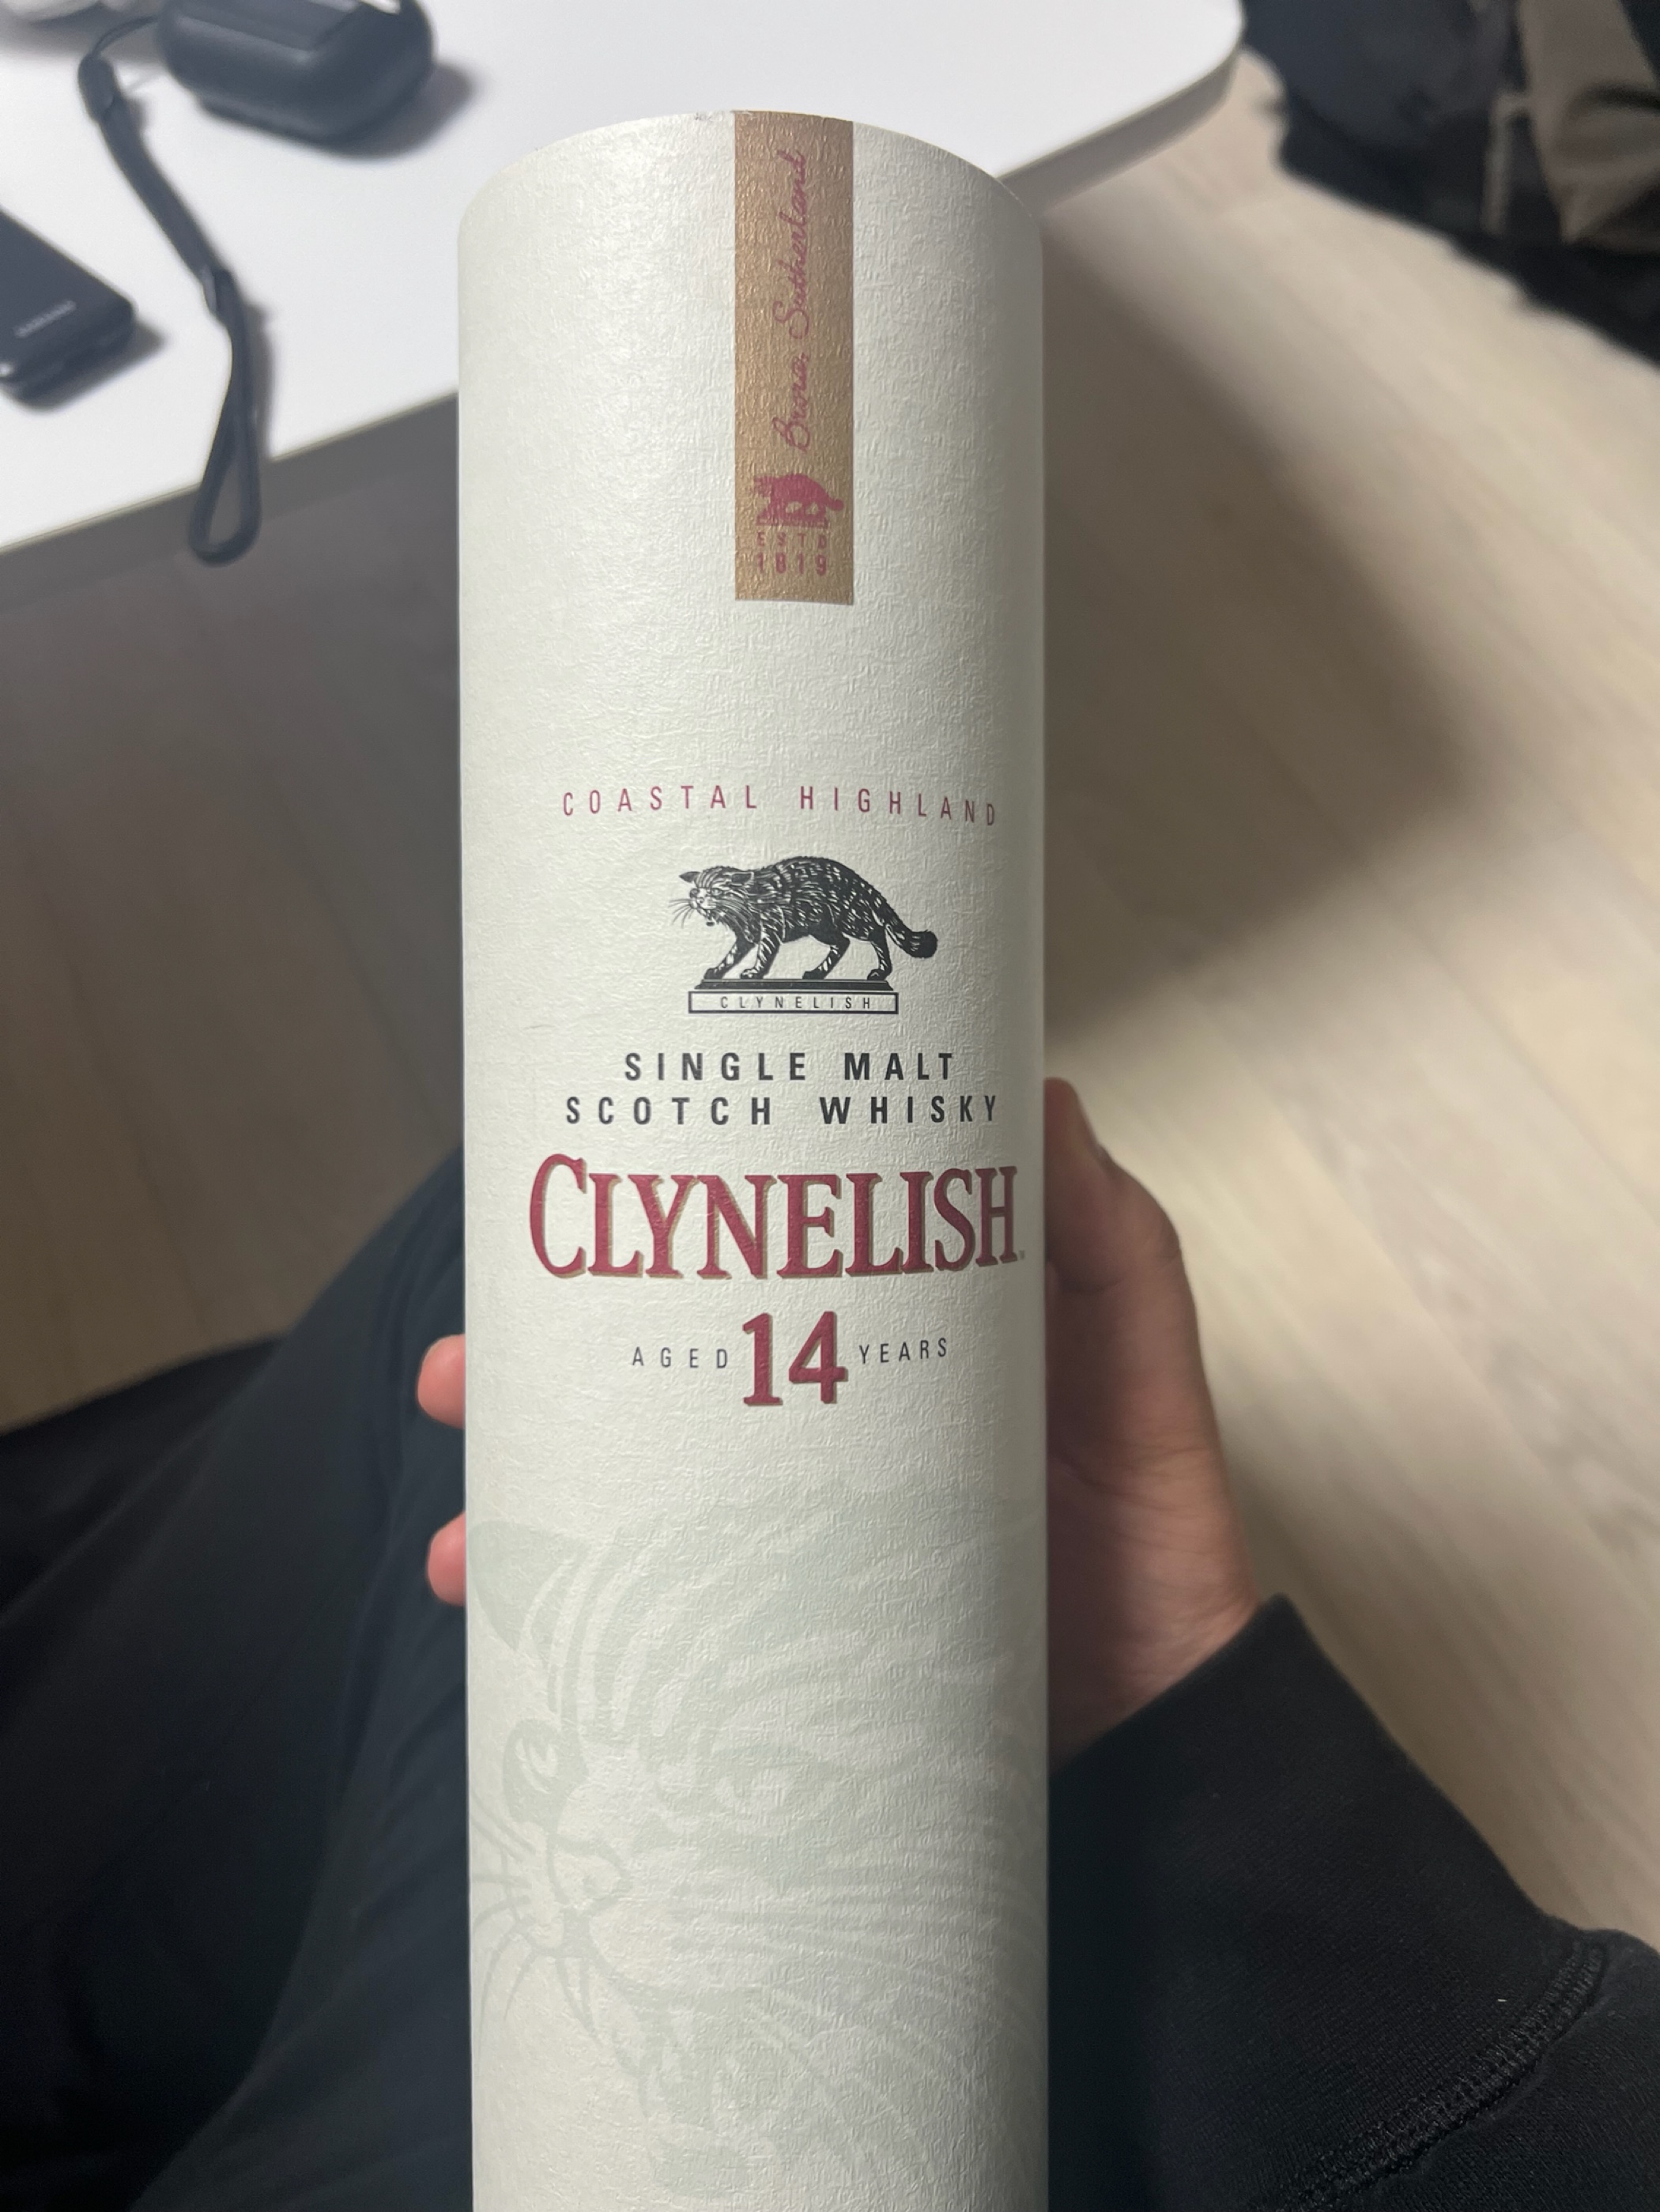 Brora, Sutherland
ESTD
1819
COASTAL HIGHLAND
CLYNELISH
SINGLE MALT
SCOTCH WHISKY
CLYNELISH
AGED 14 YEARS